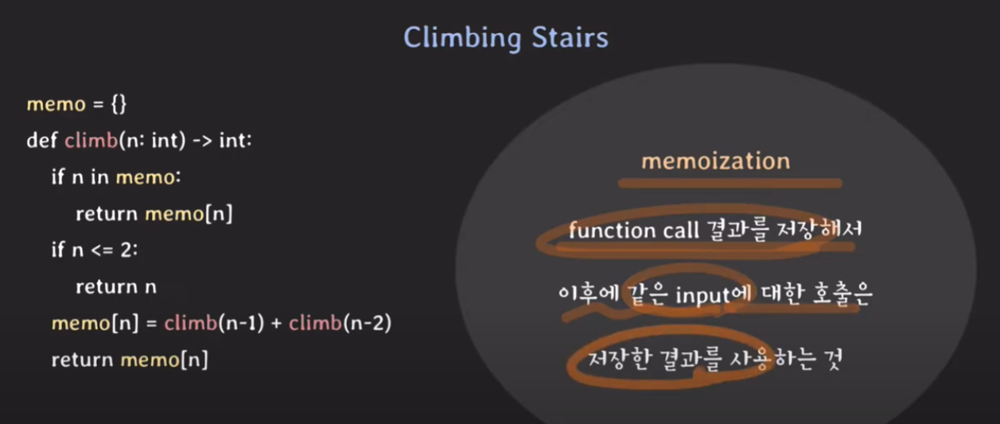 Climbing Stairs
memo = {}
def climb(n: int) -> int:
if n in memo:
return memo[n]
if n <= 2:
return n
memo[n] = climb(n-1) + climb(n-2)
return memo[n]
memoization
function call 결과를 저장해서
이후에 같은 input에 대한 호출은
저장한 결과를 사용하는 것